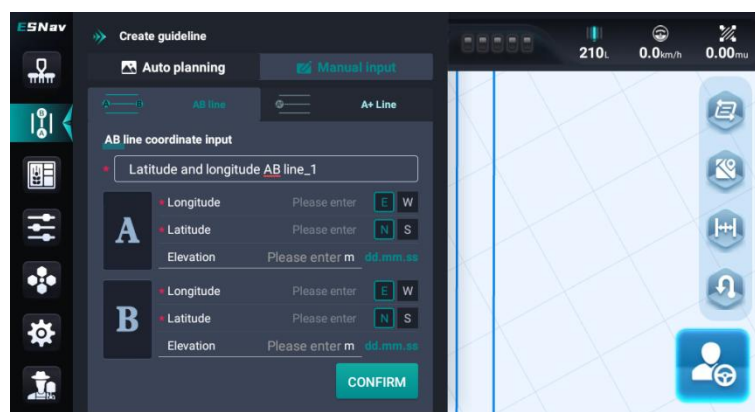 ESNav
Create guideline
210L
0.0km/h
0.00mu
Auto planning
Manual input
A B AB line
A+ Line
AB line coordinate input
* Latitude and longitude AB line_1
A
* Longitude Please enter E W
* Latitude Please enter N S
Elevation Please enter m dd.mm.ss
B
* Longitude Please enter E W
* Latitude Please enter N S
Elevation Please enter m dd.mm.ss
CONFIRM